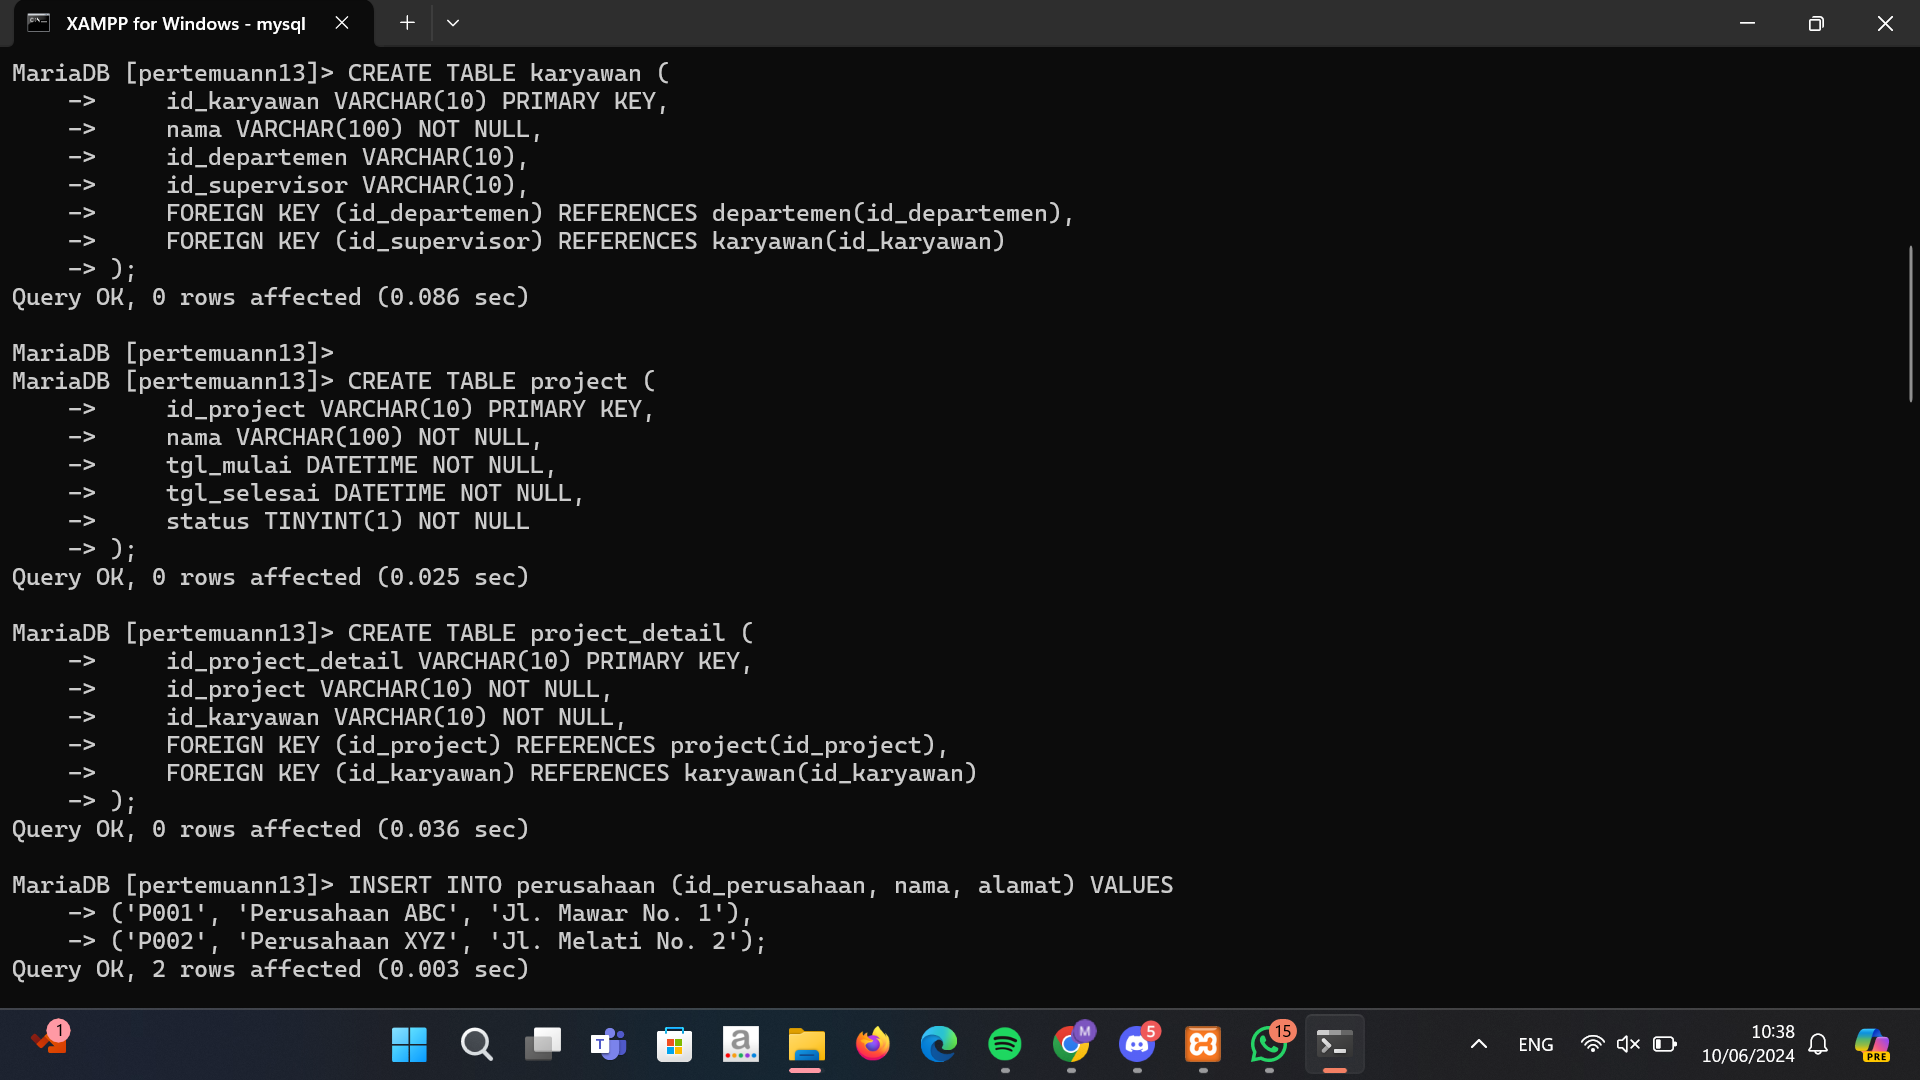 XAMPP for Windows - mysql
MariaDB [pertemuann13]> CREATE TABLE karyawan (
    ->     id_karyawan VARCHAR(10) PRIMARY KEY,
    ->     nama VARCHAR(100) NOT NULL,
    ->     id_departemen VARCHAR(10),
    ->     id_supervisor VARCHAR(10),
    ->     FOREIGN KEY (id_departemen) REFERENCES departemen(id_departemen),
    ->     FOREIGN KEY (id_supervisor) REFERENCES karyawan(id_karyawan)
    -> );
Query OK, 0 rows affected (0.086 sec)

MariaDB [pertemuann13]>
MariaDB [pertemuann13]> CREATE TABLE project (
    ->     id_project VARCHAR(10) PRIMARY KEY,
    ->     nama VARCHAR(100) NOT NULL,
    ->     tgl_mulai DATETIME NOT NULL,
    ->     tgl_selesai DATETIME NOT NULL,
    ->     status TINYINT(1) NOT NULL
    -> );
Query OK, 0 rows affected (0.025 sec)

MariaDB [pertemuann13]> CREATE TABLE project_detail (
    ->     id_project_detail VARCHAR(10) PRIMARY KEY,
    ->     id_project VARCHAR(10) NOT NULL,
    ->     id_karyawan VARCHAR(10) NOT NULL,
    ->     FOREIGN KEY (id_project) REFERENCES project(id_project),
    ->     FOREIGN KEY (id_karyawan) REFERENCES karyawan(id_karyawan)
    -> );
Query OK, 0 rows affected (0.036 sec)

MariaDB [pertemuann13]> INSERT INTO perusahaan (id_perusahaan, nama, alamat) VALUES
    -> ('P001', 'Perusahaan ABC', 'Jl. Mawar No. 1'),
    -> ('P002', 'Perusahaan XYZ', 'Jl. Melati No. 2');
Query OK, 2 rows affected (0.003 sec)
1
T
a
M
5
15
ENG
10:38
10/06/2024
PRE